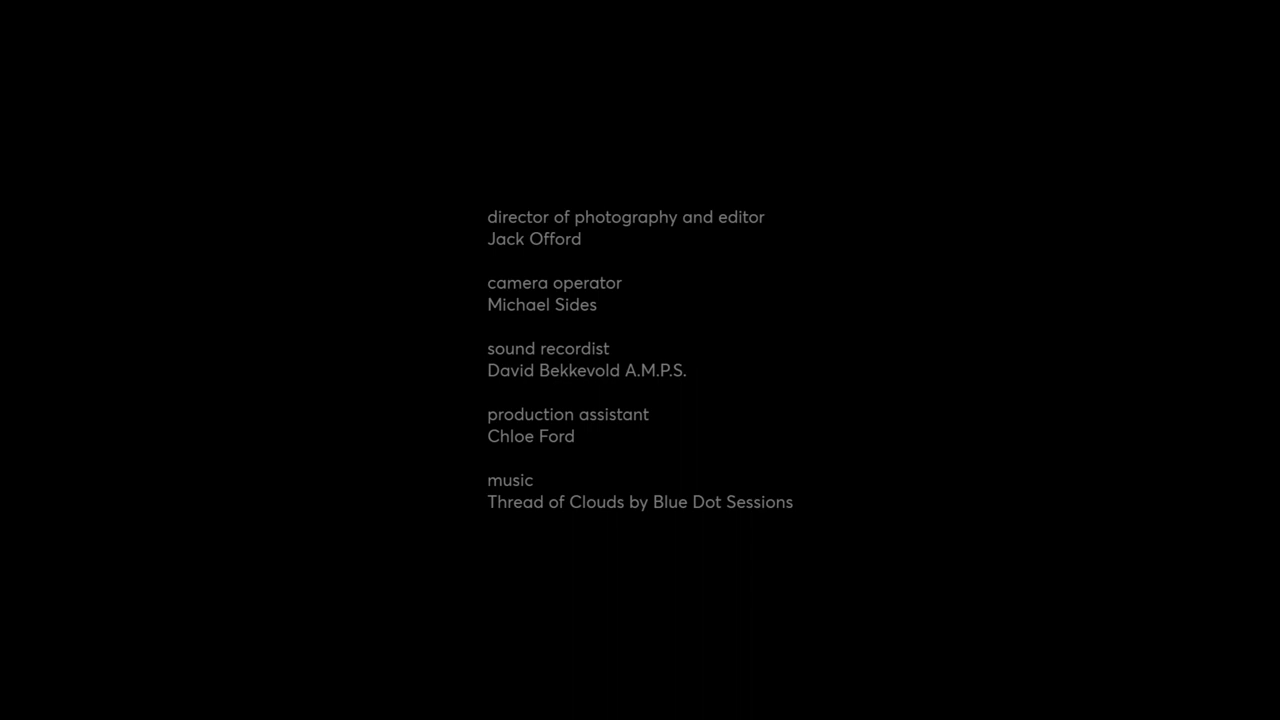 director of photography and editor
Jack Offord
camera operator
Michael Sides
sound recordist
David Bekkevold A.M.P.S.
production assistant
Chloe Ford
music
Thread of Clouds by Blue Dot Sessions